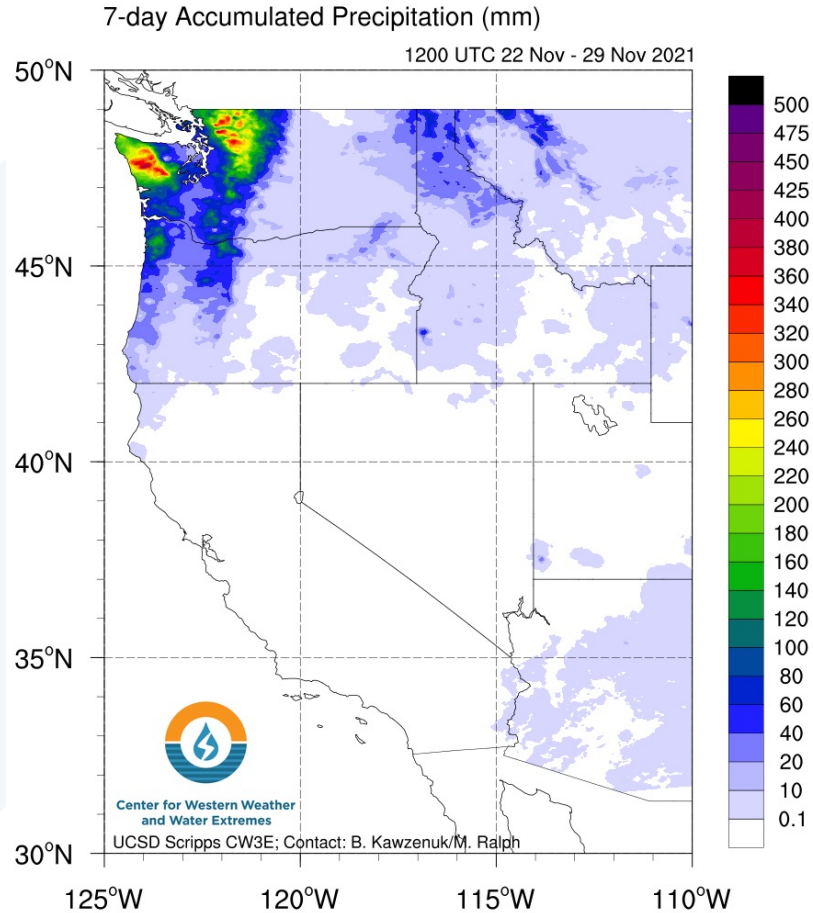 7-day Accumulated Precipitation (mm)
1200 UTC 22 Nov - 29 Nov 2021
50°N
45°N
40°N
35°N
30°N
125°W
120°W
115°W
110°W
500
475
450
425
400
380
360
340
320
300
280
260
240
220
200
180
160
140
120
100
80
60
40
20
10
0.1
Center for Western Weather
and Water Extremes
UCSD Scripps CW3E; Contact: B. Kawzenuk/M. Ralph